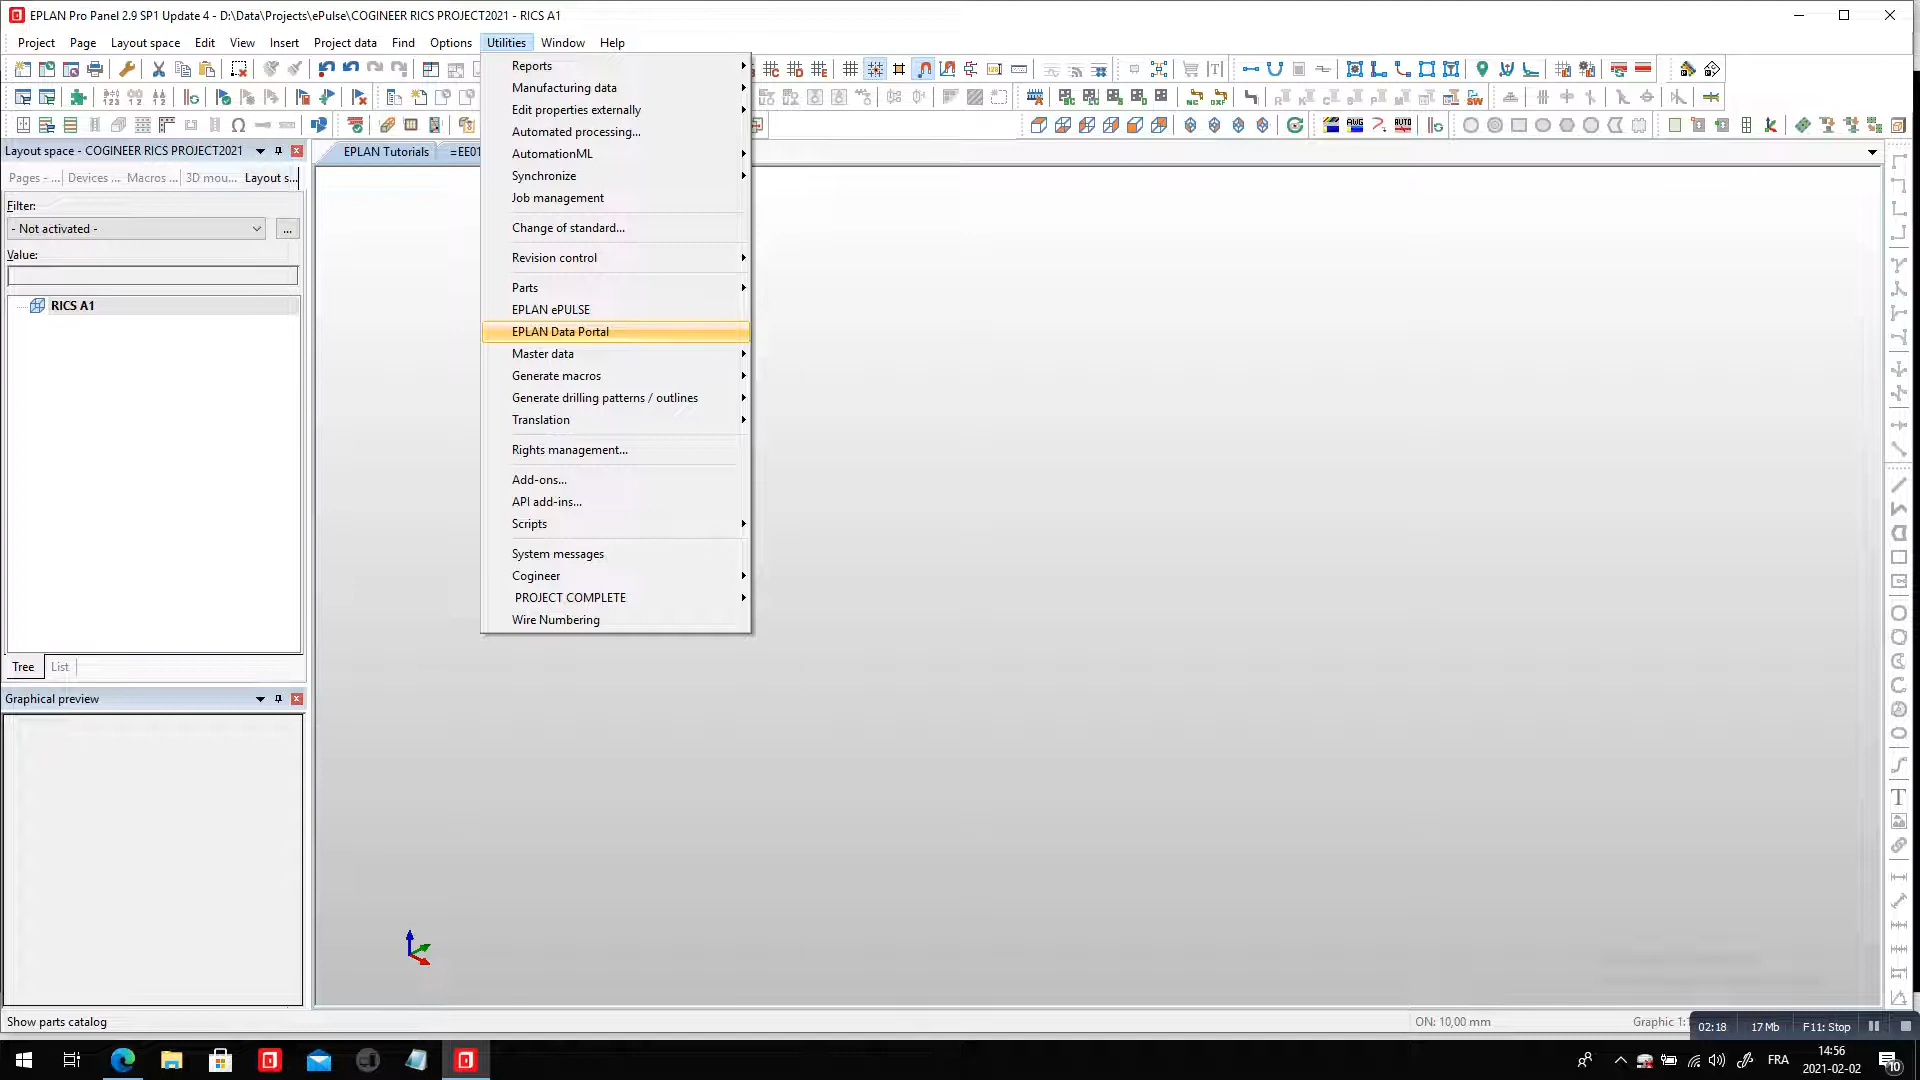 EPLAN Pro Panel 2.9 SP1 Update 4 - D:\Data\Projects\ePulse\COGINEER RICS PROJECT2021 - RICS A1
Project Page Layout space Edit View Insert Project data Find Options Utilities Window Help
Reports
Manufacturing data
Edit properties externally
Automated processing...
AutomationML
Synchronize
Job management
Change of standard...
Revision control
Parts
EPLAN ePULSE
EPLAN Data Portal
Master data
Generate macros
Generate drilling patterns / outlines
Translation
Rights management...
Add-ons...
API add-ins...
Scripts
System messages
Cogineer
PROJECT COMPLETE
Wire Numbering
Layout space - COGINEER RICS PROJECT2021
Pages - ... Devices ... Macros ... 3D mou... Layout s...
EPLAN Tutorials =EE01
Filter:
- Not activated -
...
Value:
RICS A1
Tree List
Graphical preview
Show parts catalog
ON: 10,00 mm
Graphic 1:1
02:18 17 Mb F11: Stop
FRA
14:56
2021-02-02
10